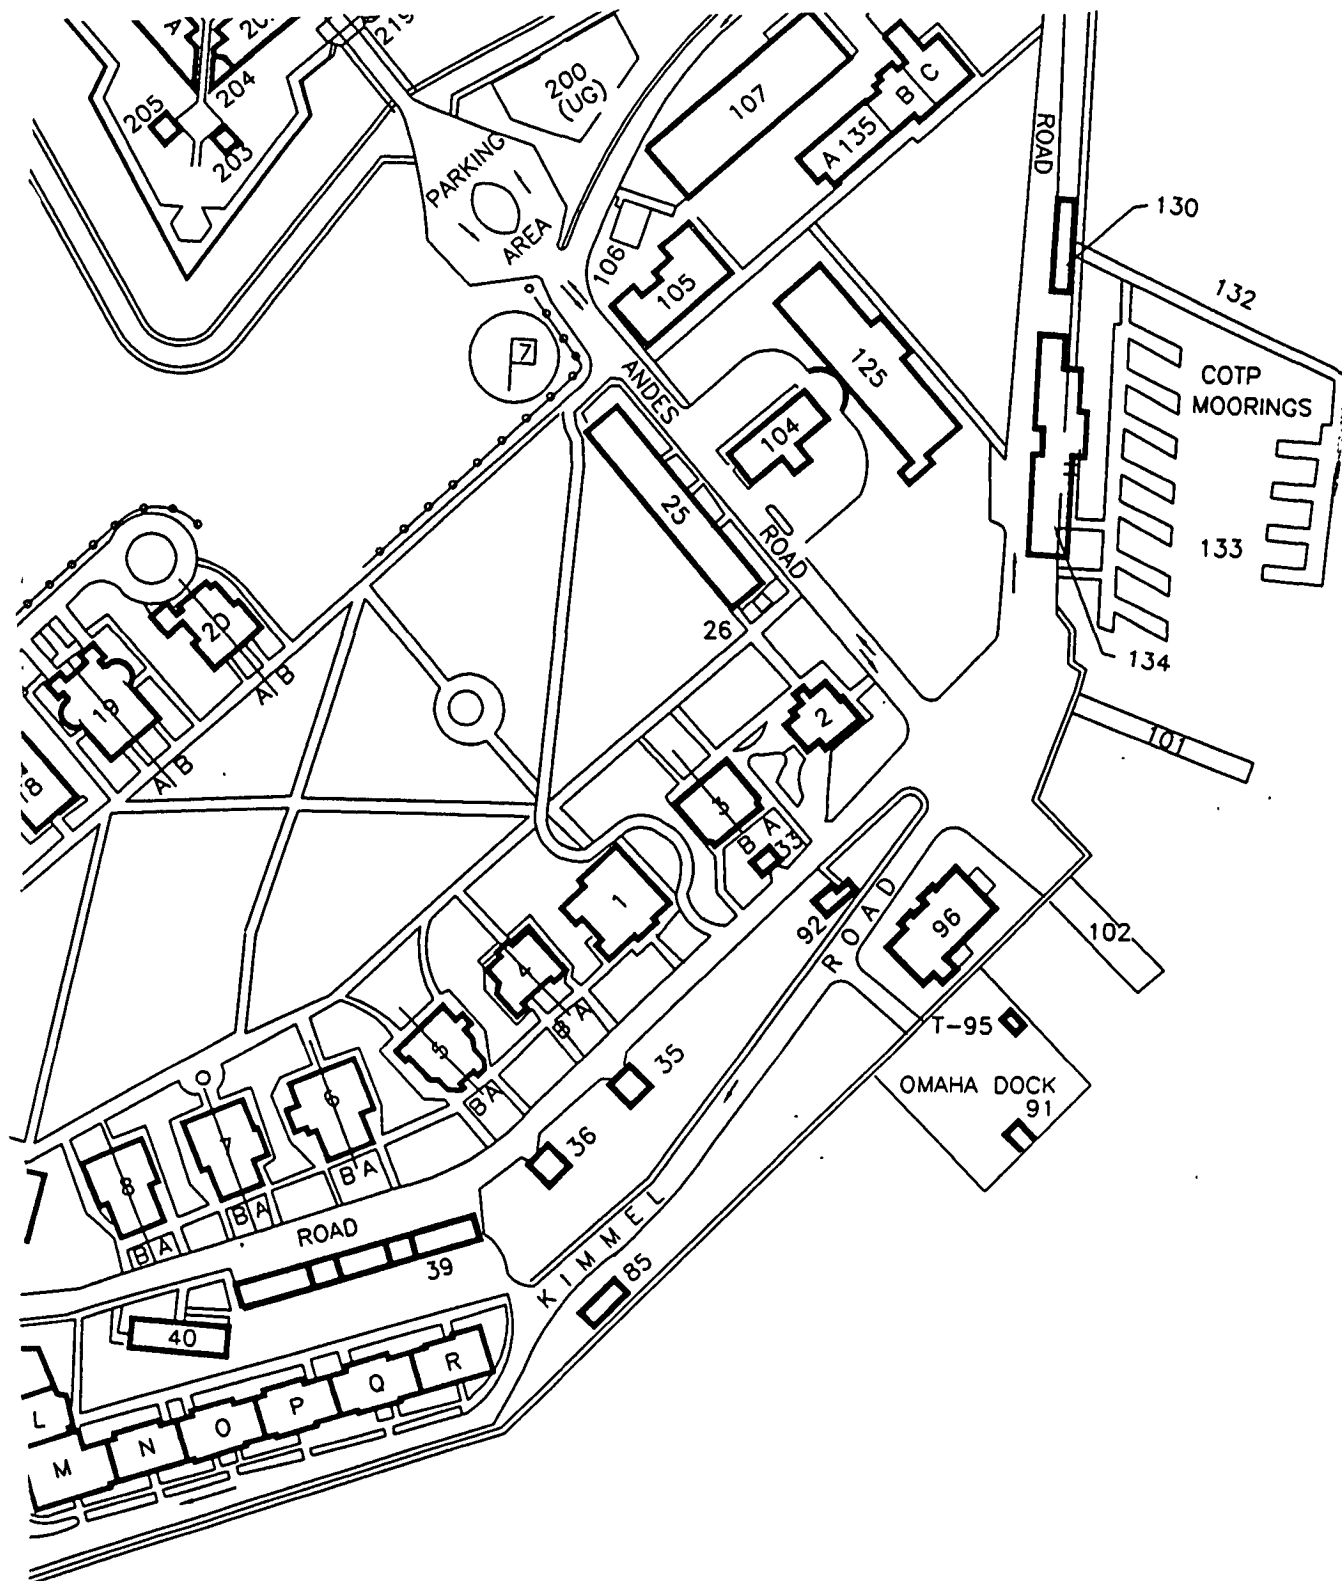 219
A
204
205
203
200
(UG)
107
C
B
A 135
ROAD
PARKING
AREA
130
132
106
105
7
125
COTP
MOORINGS
ANDES
104
25
133
ROAD
26
134
20
A B
19
A B
18
2
101
3
B A
33
1
92
ROAD
96
102
4
B A
5
B A
T-95
OMAHA DOCK
91
35
36
6
B A
7
B A
8
B A
ROAD
39
KIMMEL
85
40
L
M
N
O
P
Q
R